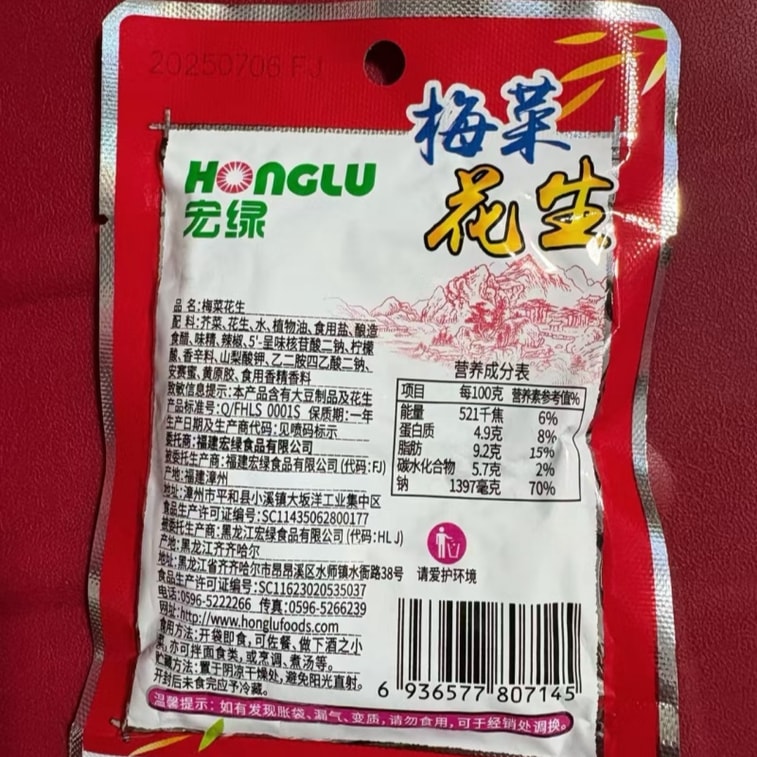 20250706 FJ
梅菜
花生
HONGLU
宏绿
品 名:梅菜花生
配 料:芥菜、花生、水、植物油、食用盐、酿造
食醋、味精、辣椒、5'-呈味核苷酸二钠、柠檬
酸、香辛料、山梨酸钾、乙二胺四乙酸二钠、
安赛蜜、黄原胶、食用香精香料
致敏信息提示:本产品含有大豆制品及花生
产品标准号:Q/FHLS 0001S 保质期:一年
生产日期及生产商代码:见喷码标示
委托商:福建宏绿食品有限公司
被委托生产商:福建宏绿食品有限公司(代码:FJ)
产地:福建漳州
地址:漳州市平和县小溪镇大坂洋工业集中区
食品生产许可证编号:SC11435062800177
被委托生产商:黑龙江宏绿食品有限公司(代码:HLJ)
产地:黑龙江齐齐哈尔
地址:黑龙江省齐齐哈尔市昂昂溪区水师镇水衙路38号
食品生产许可证编号:SC11623020535037
电话:0596-5222266 传真:0596-5266239
网址:http://www.honglufoods.com
食用方法:开袋即食,可佐餐、做下酒之小
菜,亦可拌面食类,或烹调、煮汤等。
贮藏方法:置于阴凉干燥处,避免阳光直射。
开封后未食完应予冷藏。
营养成分表
项目 每100克 营养素参考值%
能量 521千焦 6%
蛋白质 4.9克 8%
脂肪 9.2克 15%
碳水化合物 5.7克 2%
钠 1397毫克 70%
请爱护环境
6 936577 807145
温馨提示:如有发现胀袋、漏气、变质,请勿食用,可于经销处调换。